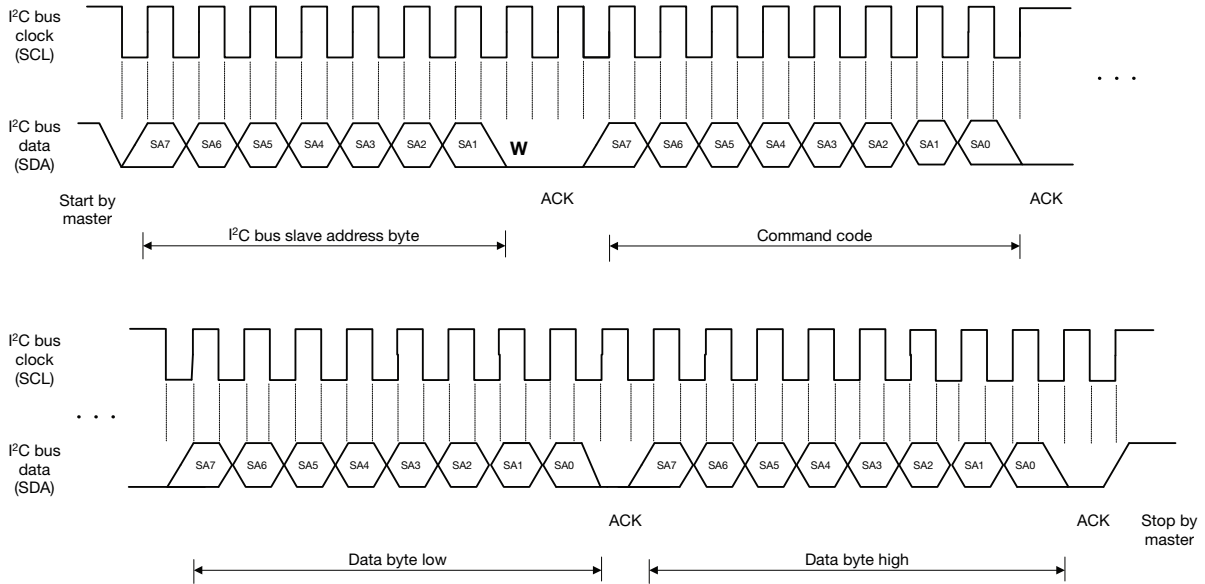 I²C bus
clock
(SCL)
. . .
I²C bus
data
(SDA)
SA7 SA6 SA5 SA4 SA3 SA2 SA1 W SA7 SA6 SA5 SA4 SA3 SA2 SA1 SA0
Start by
master
ACK ACK
I²C bus slave address byte Command code
I²C bus
clock
(SCL)
. . .
I²C bus
data
(SDA)
SA7 SA6 SA5 SA4 SA3 SA2 SA1 SA0 SA7 SA6 SA5 SA4 SA3 SA2 SA1 SA0
ACK ACK Stop by
master
Data byte low Data byte high